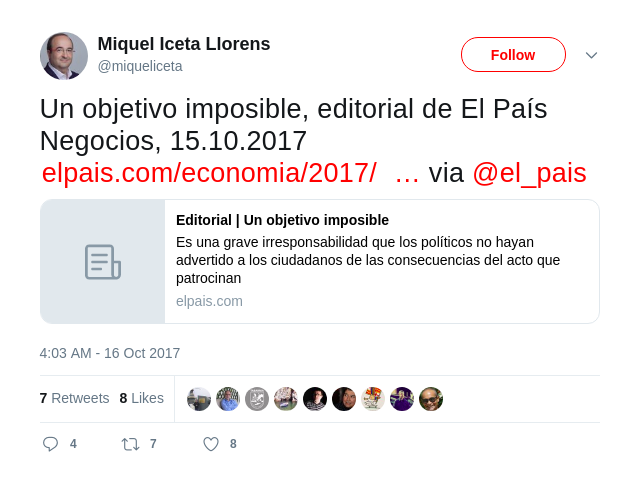 Miquel Iceta Llorens
@miqueliceta
Follow
Un objetivo imposible, editorial de El País
Negocios, 15.10.2017
elpais.com/economia/2017/ … via @el_pais
Editorial | Un objetivo imposible
Es una grave irresponsabilidad que los políticos no hayan
advertido a los ciudadanos de las consecuencias del acto que
patrocinan
elpais.com
4:03 AM - 16 Oct 2017
7 Retweets 8 Likes
4 7 8